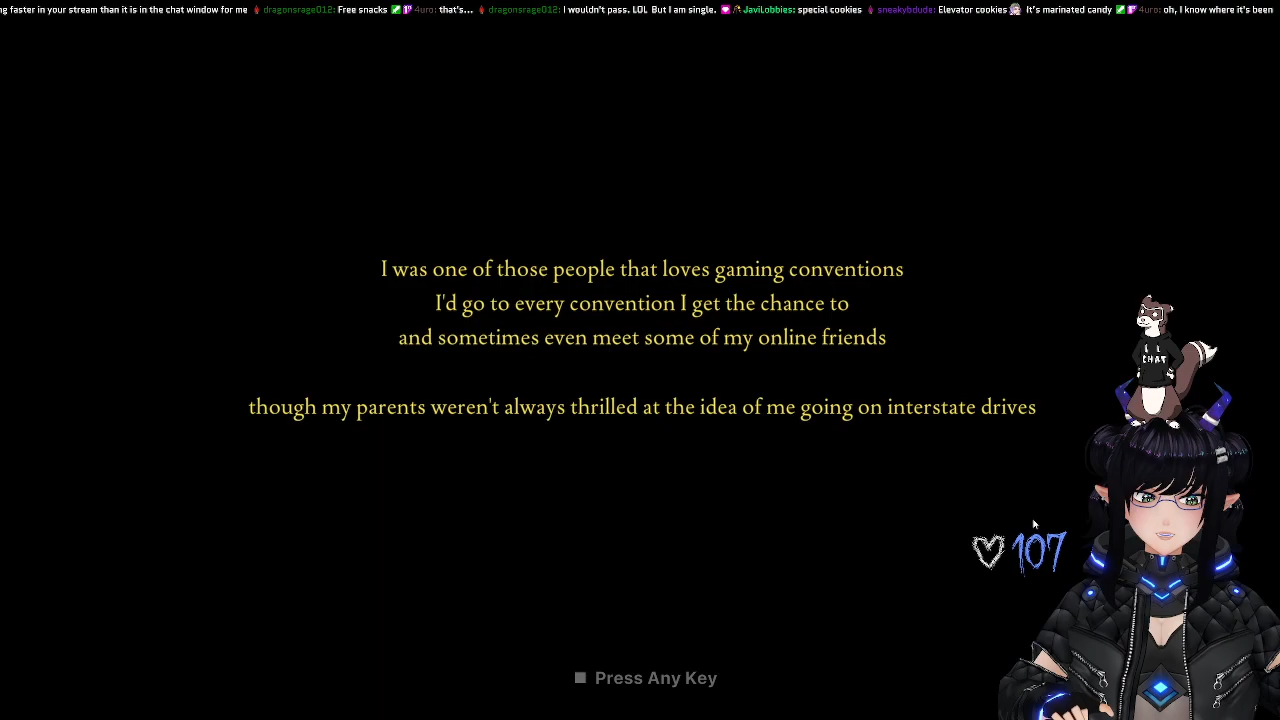 ng faster in your stream than it is in the chat window for me dragonsrage012: Free snacks 4uro: that's... dragonsrage012: I wouldn't pass. LOL But I am single. JaviLobbies: special cookies sneakybdude: Elevator cookies It's marinated candy 4uro: oh, I know where it's been
I was one of those people that loves gaming conventions
I'd go to every convention I get the chance to
and sometimes even meet some of my online friends
though my parents weren't always thrilled at the idea of me going on interstate drives
CHAT
107
Press Any Key